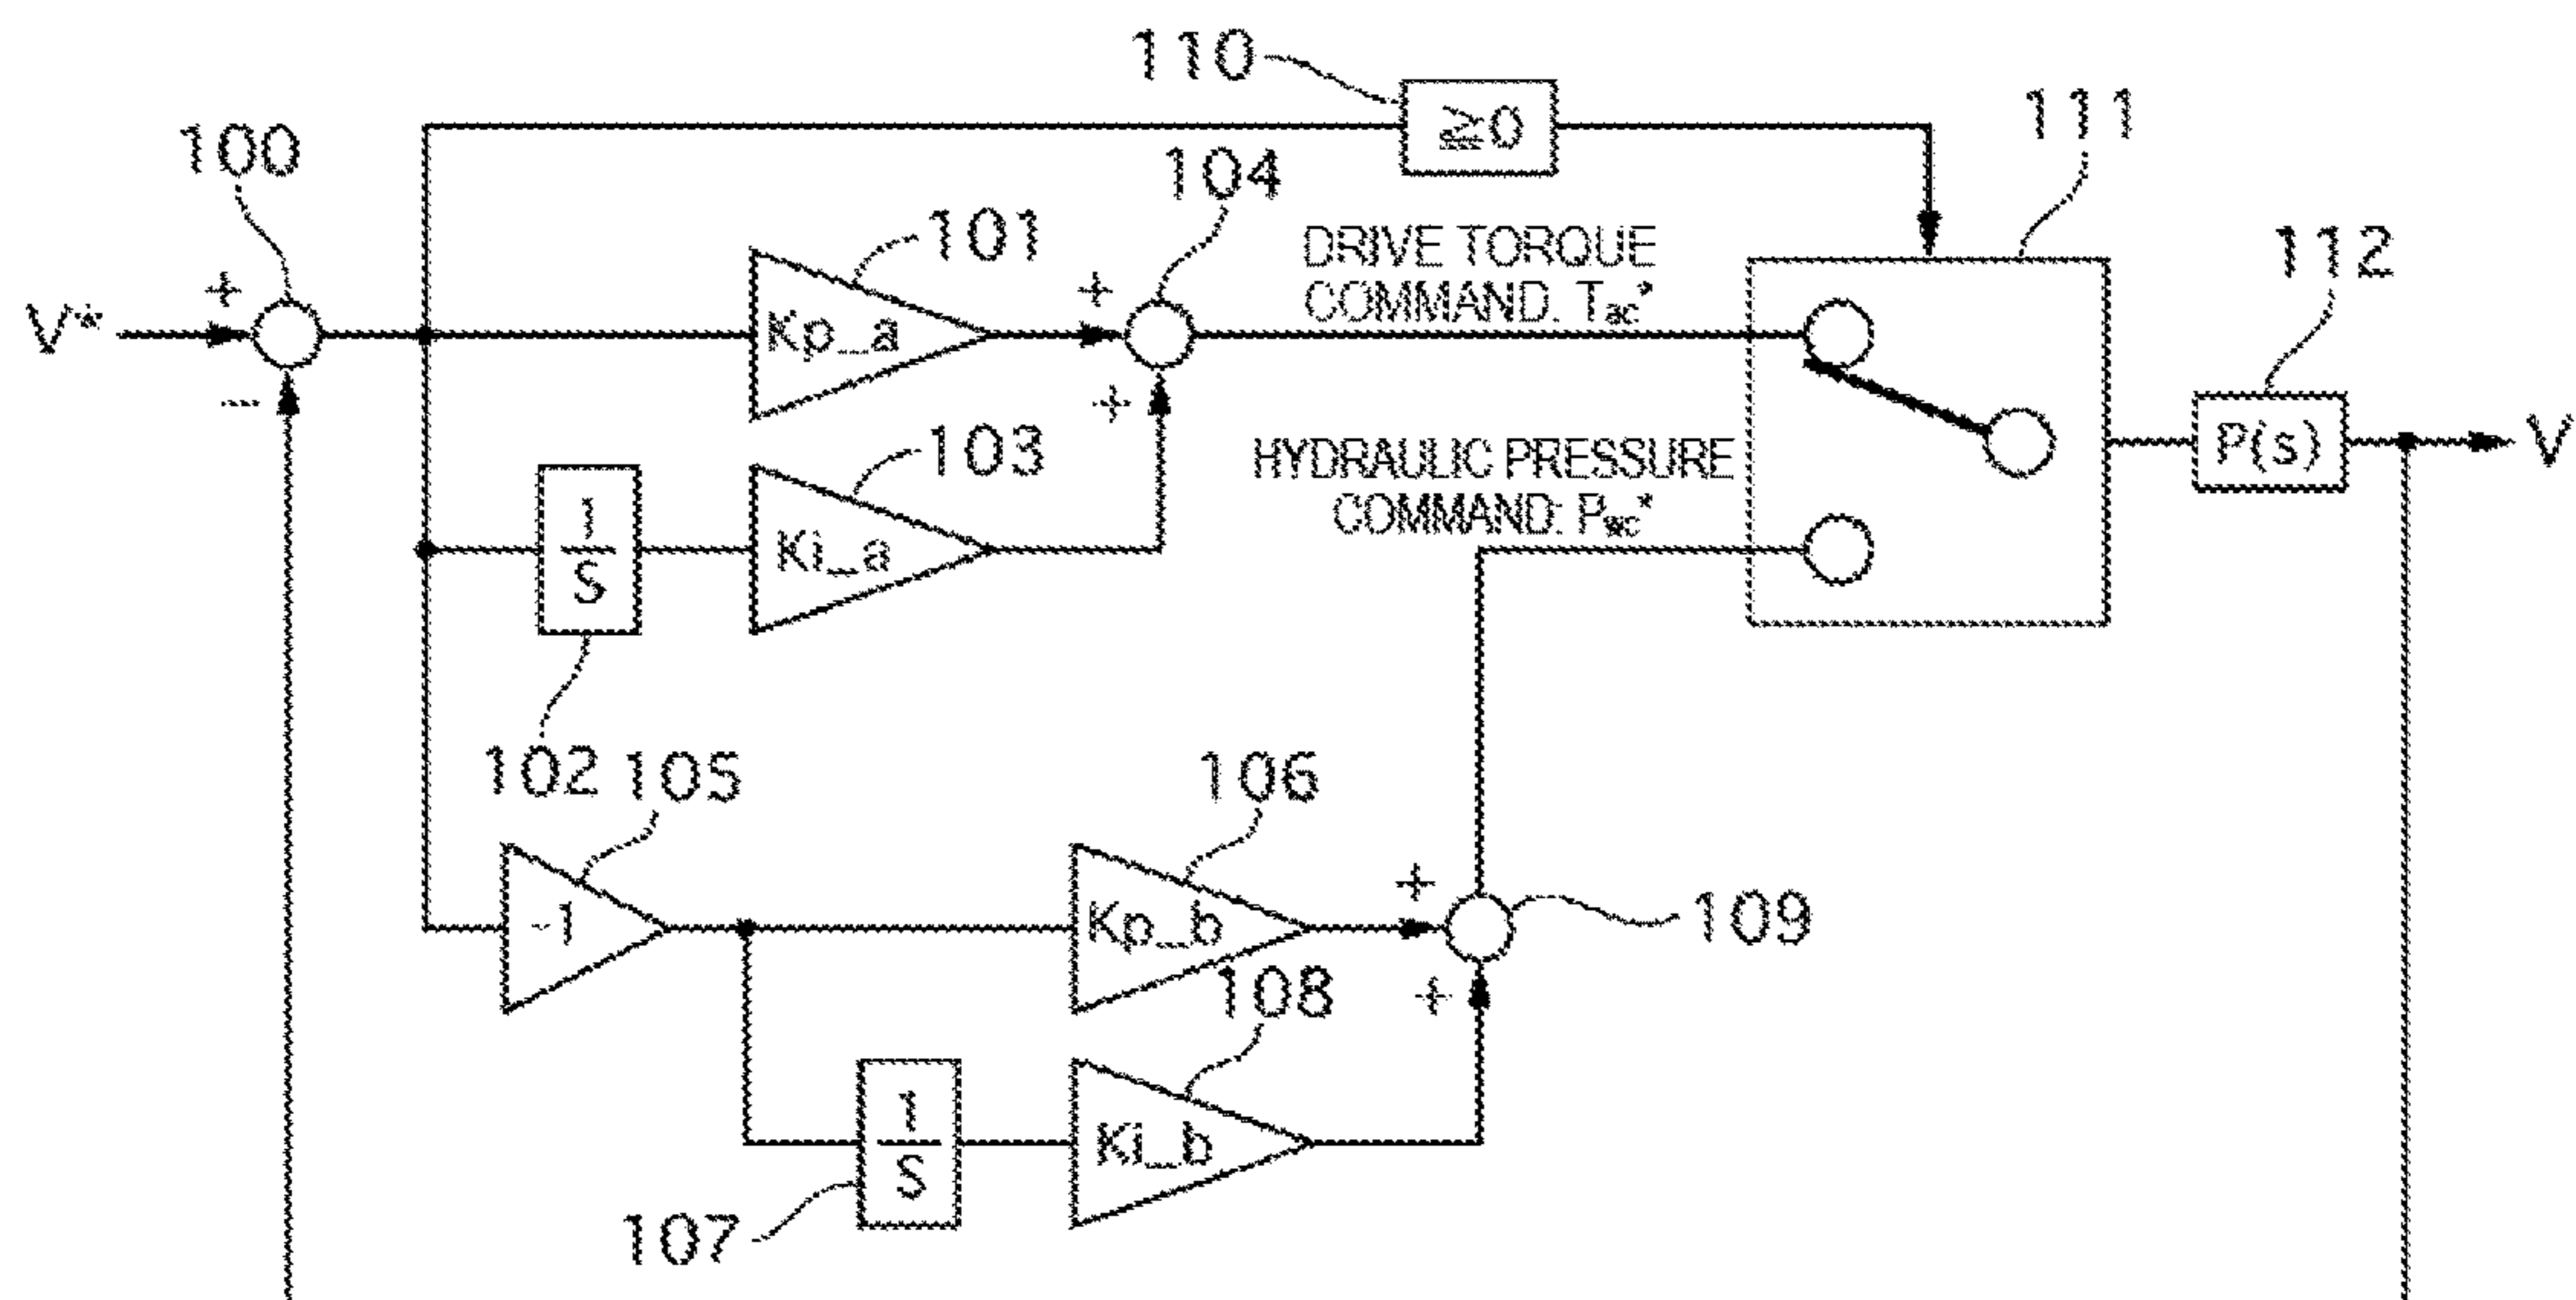 110
≧0
111
100
104
101
DRIVE TORQUE
COMMAND: Tac*
112
+
+
V*
Kp_a
−
+
103
HYDRAULIC PRESSURE
COMMAND: Pwc*
P(s)
V
1
S
Ki_a
102
105
106
+
-1
Kp_b
109
+
108
1
S
Ki_b
107